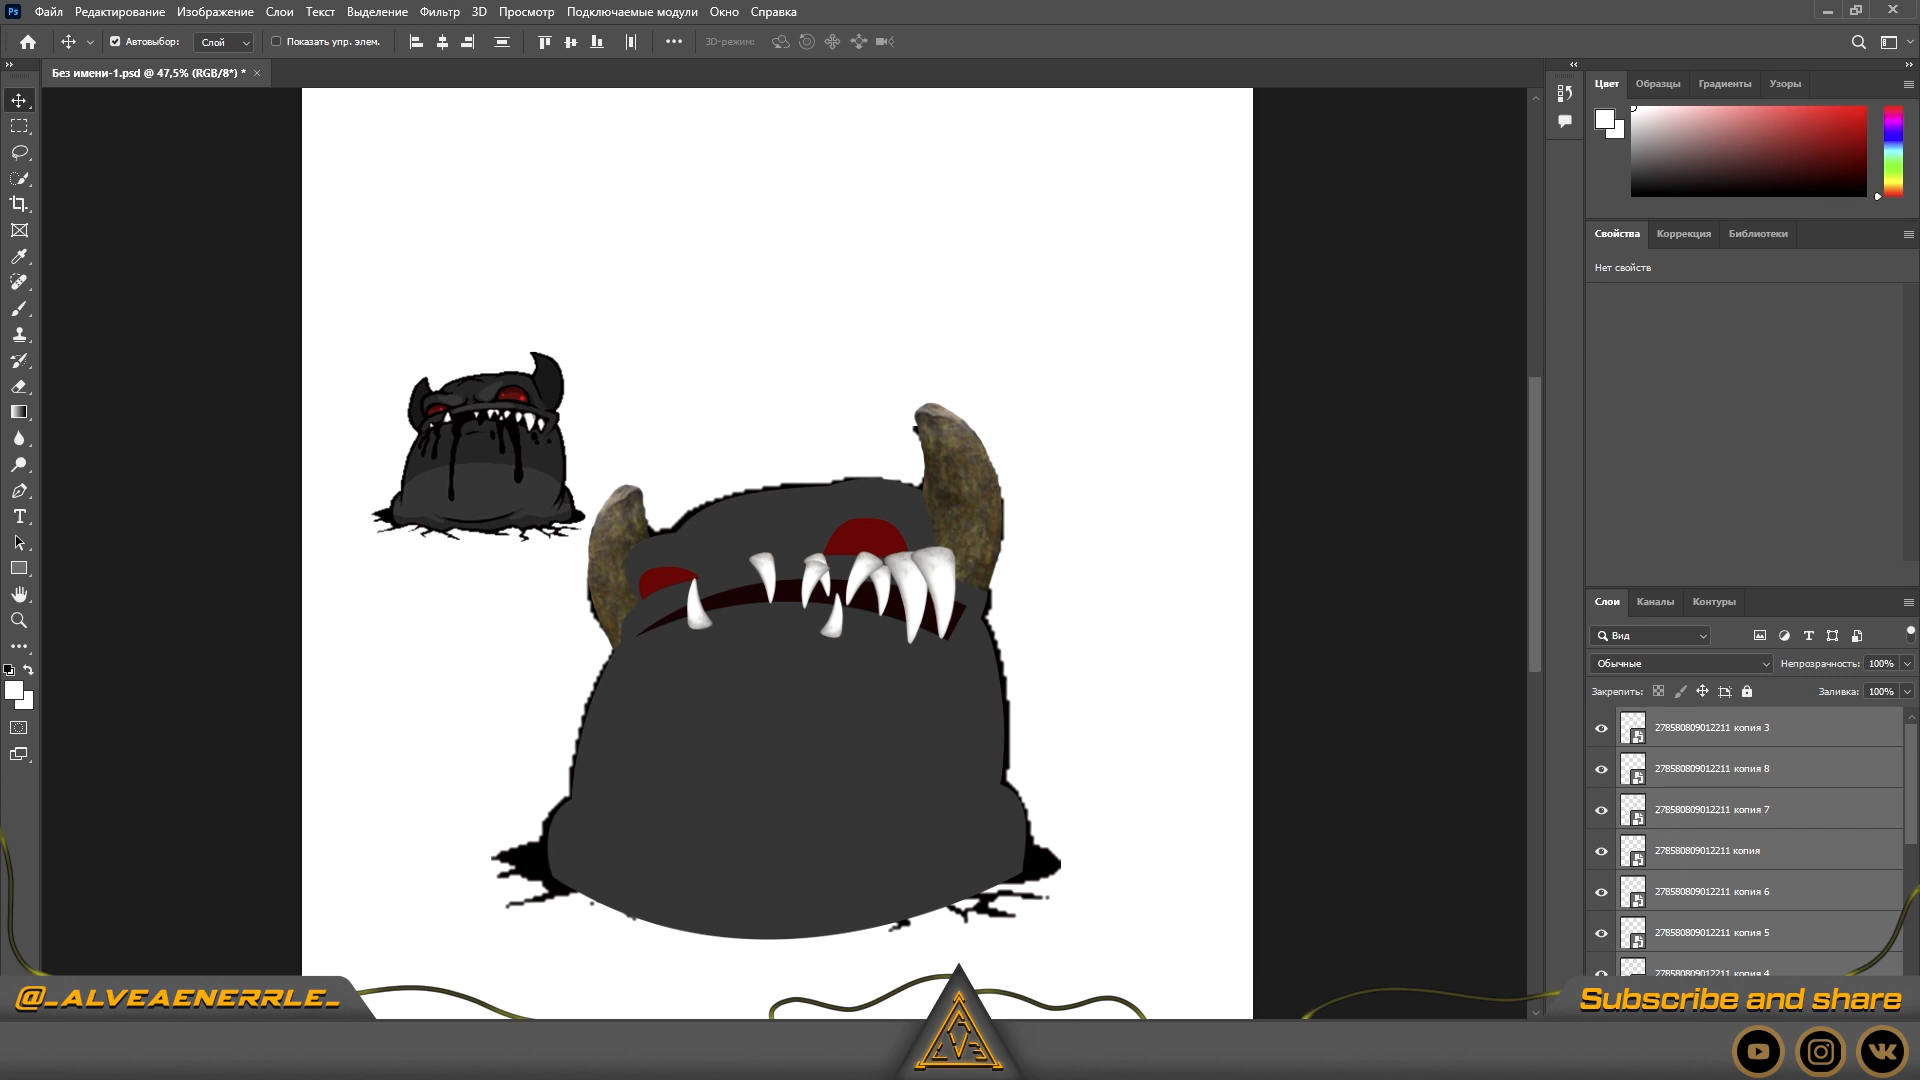 Ps Файл Редактирование Изображение Слои Текст Выделение Фильтр 3D Просмотр Подключаемые модули Окно Справка
Автовыбор: Слой Показать упр. элем. 3D-режим:
Без имени-1.psd @ 47,5% (RGB/8*) *
Цвет Образцы Градиенты Узоры
Свойства Коррекция Библиотеки
Нет свойств
Слои Каналы Контуры
Вид
Обычные Непрозрачность: 100%
Закрепить: Заливка: 100%
278580809012211 копия 3
278580809012211 копия 8
278580809012211 копия 7
278580809012211 копия
278580809012211 копия 6
278580809012211 копия 5
278580809012211 копия 4
@_ALVEAENERRLE_
Subscribe and share